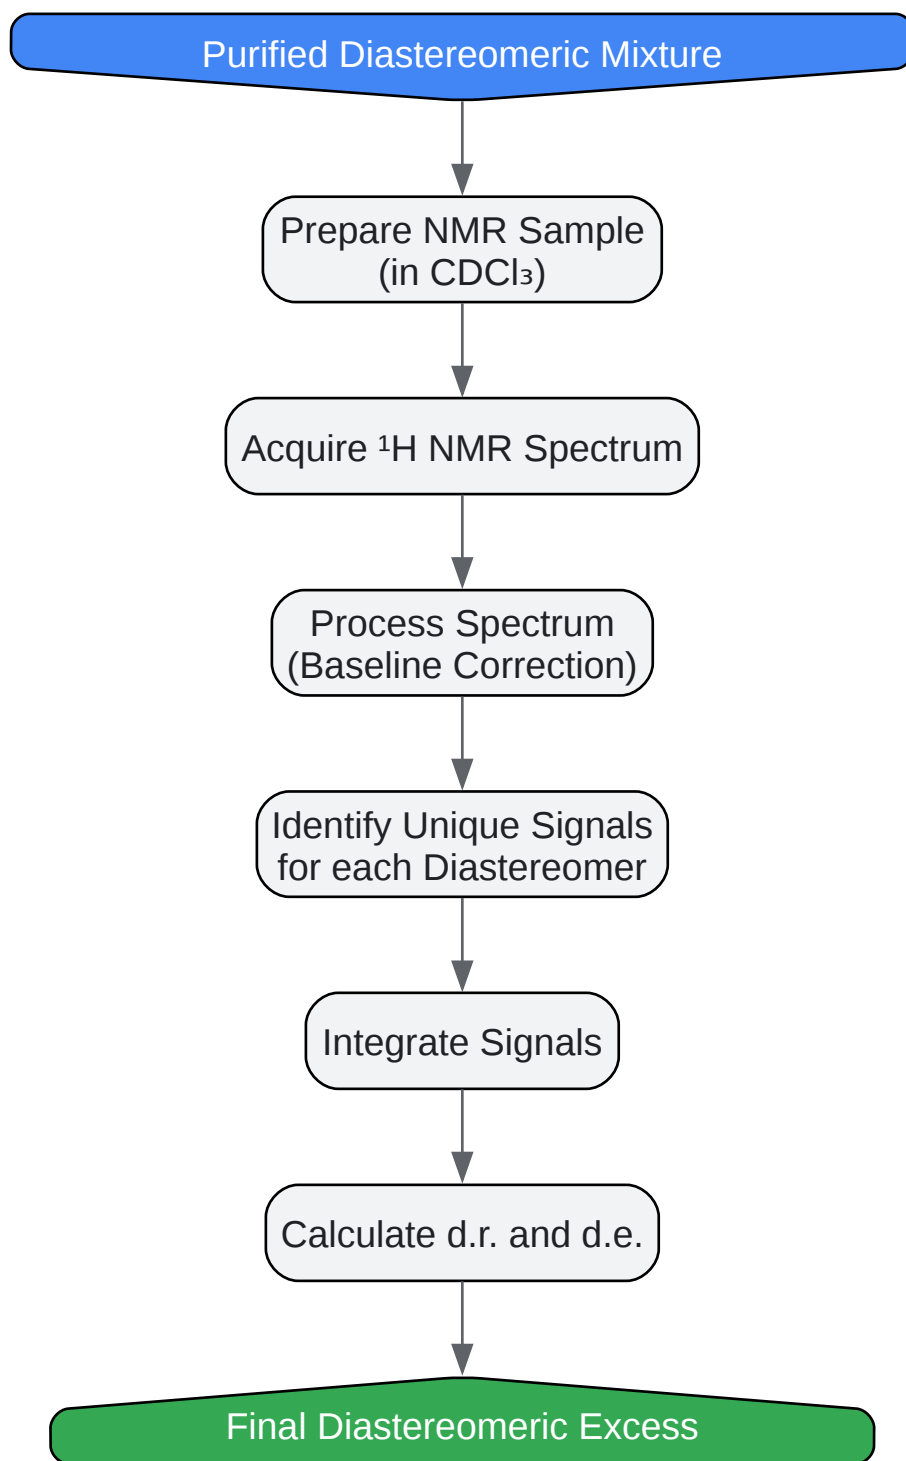 Purified Diastereomeric Mixture
Prepare NMR Sample
(in CDCl₃)
Acquire ¹H NMR Spectrum
Process Spectrum
(Baseline Correction)
Identify Unique Signals
for each Diastereomer
Integrate Signals
Calculate d.r. and d.e.
Final Diastereomeric Excess